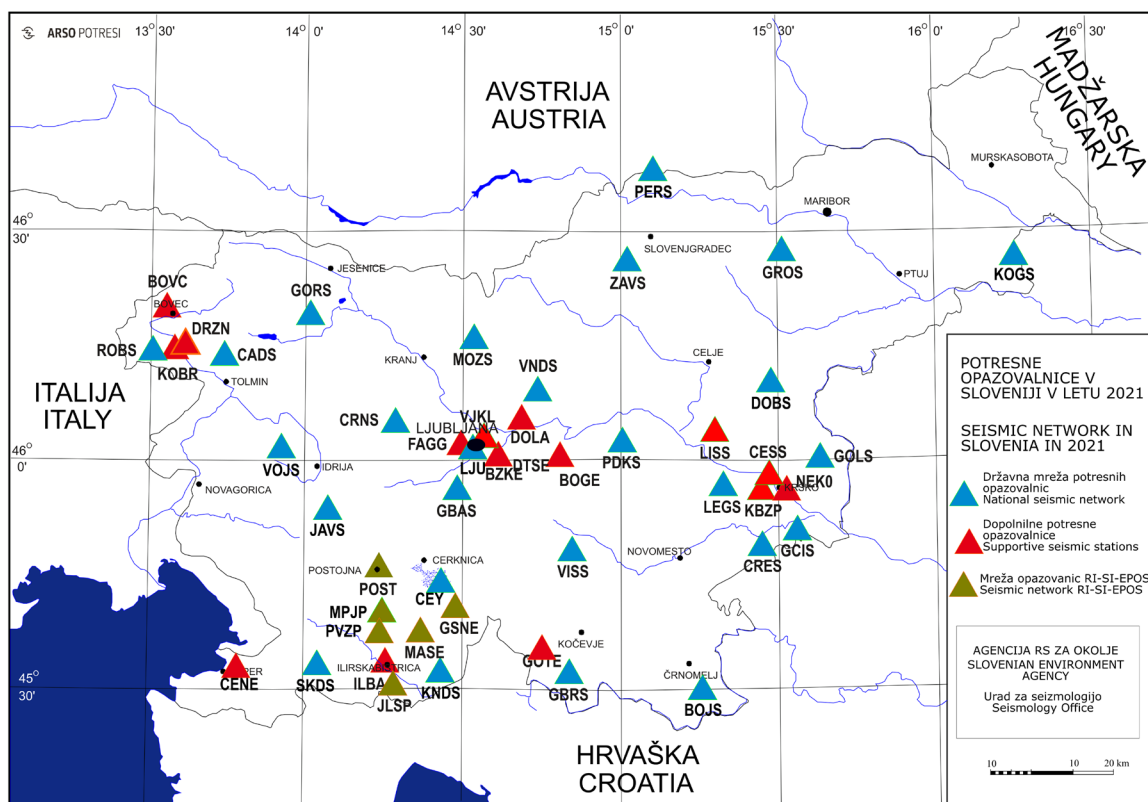 ARSO POTRESI
13° 30'
14° 0'
14° 30'
15° 0'
15° 30'
16° 0'
16° 30'
MADŽARSKA
HUNGARY
AVSTRIJA
AUSTRIA
MURSKASOBOTA
PERS
MARIBOR
46° 30'
SLOVENJGRADEC
GROS
ZAVS
KOGS
PTUJ
JESENICE
BOVC
BOVEC
GORS
DRZN
ROBS
KOBR
CADS
TOLMIN
MOZS
KRANJ
VNDS
CELJE
DOBS
ITALIJA
ITALY
CRNS
VJKL
LJUBLJANA
FAGG
DOLA
LJU
BZKE
DTSE
BOGE
PDKS
LISS
CESS
GOLS
46° 0'
VOJS
IDRIJA
NOVAGORICA
GBAS
LEGS
KBZP
NEK0
KRŠKO
JAVS
GCIS
CRES
VISS
NOVOMESTO
CERKNICA
POSTOJNA
POST
CEY
MPJP
GSNE
PVZP
MASE
KOČEVJE
GOTE
ILIRSKABISTRICA
ČRNOMELJ
PER
CENE
SKDS
ILBA
KNDS
GBRS
45° 30'
JLSP
BOJS
HRVAŠKA
CROATIA
POTRESNE
OPAZOVALNICE V
SLOVENIJI V LETU 2021
SEISMIC NETWORK IN
SLOVENIA IN 2021
Državna mreža potresnih
opazovalnic
National seismic network
Dopolnilne potresne
opazovalnice
Supportive seismic stations
Mreža opazovanic RI-SI-EPOS
Seismic network RI-SI-EPOS
AGENCIJA RS ZA OKOLJE
SLOVENIAN ENVIRONMENT
AGENCY
Urad za seizmologijo
Seismology Office
10 10 20 km